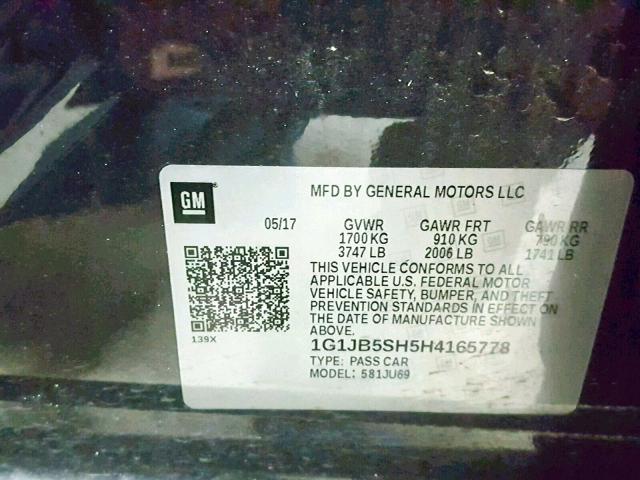 GM
MFD BY GENERAL MOTORS LLC
05/17 GVWR GAWR FRT GAWR RR
1700 KG 910 KG 790 KG
3747 LB 2006 LB 1741 LB
THIS VEHICLE CONFORMS TO ALL
APPLICABLE U.S. FEDERAL MOTOR
VEHICLE SAFETY, BUMPER, AND THEFT
PREVENTION STANDARDS IN EFFECT ON
THE DATE OF MANUFACTURE SHOWN
ABOVE.
139X
1G1JB5SH5H4165778
TYPE: PASS CAR
MODEL: 581JU69